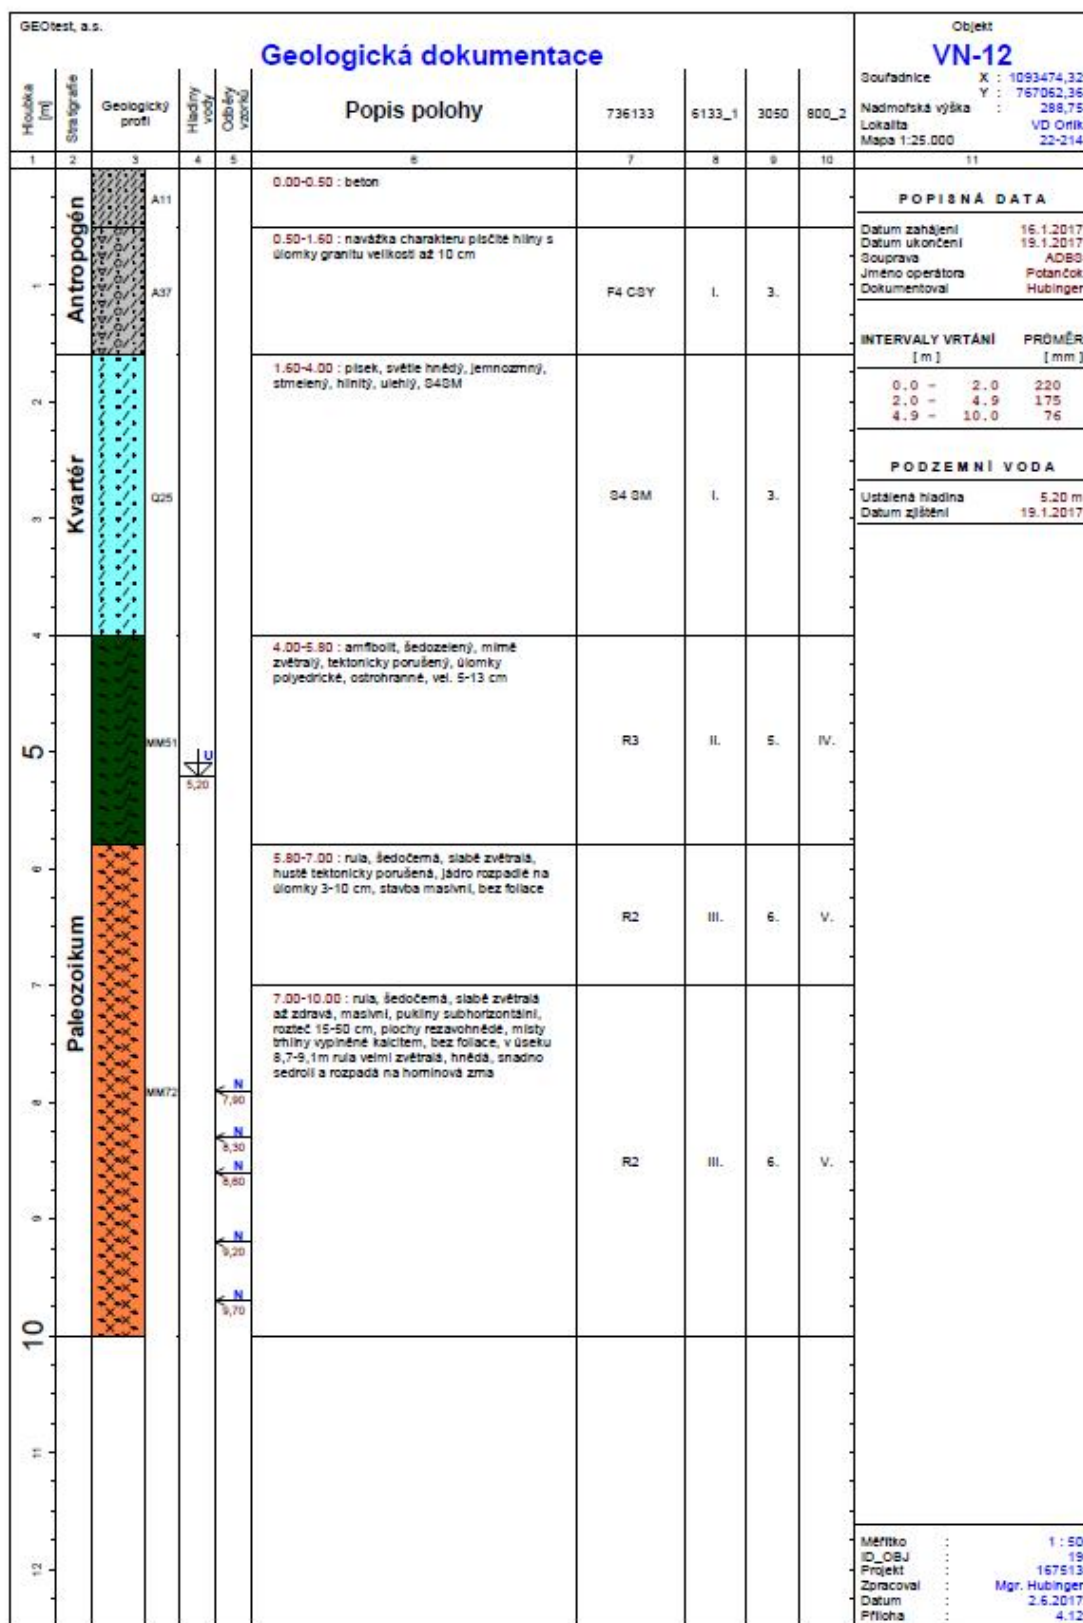 GEOtest, a.s.
Geologická dokumentace
Objekt
VN-12
Souřadnice X : 1093474,32
Y : 767062,36
Nadmořská výška : 288,75
Lokalita VD Orlík
Mapa 1:25.000 22-214
Hloubka [m]
Stratigrafie
Geologický profil
Hladiny vody
Odběry vzorků
Popis polohy
736133
6133_1
3050
800_2
1 2 3 4 5 6 7 8 9 10 11
Antropogén
A11
0.00-0.50 : beton
A37
0.50-1.60 : navážka charakteru písčité hlíny s
úlomky granitu velikosti až 10 cm
F4 CSY I. 3.
1
Kvartér
Q25
1.60-4.00 : písek, světle hnědý, jemnozrnný,
stmelený, hlinitý, ulehlý, S4SM
S4 SM I. 3.
2
3
4
Paleozoikum
MM51
4.00-5.80 : amfibolit, šedozelený, mírně
zvětralý, tektonicky porušený, úlomky
polyedrické, ostrohranné, vel. 5-13 cm
R3 II. 5. IV.
5
U
5,20
5.80-7.00 : rula, šedočerná, slabě zvětralá,
hustě tektonicky porušená, jádro rozpadlé na
úlomky 3-10 cm, stavba masivní, bez foliace
R2 III. 6. V.
6
7
7.00-10.00 : rula, šedočerná, slabě zvětralá
až zdravá, masivní, pukliny subhorizontální,
rozteč 15-50 cm, plochy rezavohnědé, místy
trhliny vyplněné kalcitem, bez foliace, v úseku
8,7-9,1m rula velmi zvětralá, hnědá, snadno
sedrolí a rozpadá na horninová zrna
MM72
R2 III. 6. V.
N
7,90
8
N
8,30
N
8,60
9
N
9,20
N
9,70
10
11
12
POPISNÁ DATA
Datum zahájení 16.1.2017
Datum ukončení 19.1.2017
Souprava ADBS
Jméno operátora Potančok
Dokumentoval Hubinger
INTERVALY VRTÁNÍ PRŮMĚR
[ m ] [ mm ]
0.0 - 2.0 220
2.0 - 4.9 175
4.9 - 10.0 76
PODZEMNÍ VODA
Ustálená hladina 5.20 m
Datum zjištění 19.1.2017
Měřítko : 1 : 50
ID_OBJ : 19
Projekt : 167513
Zpracoval : Mgr. Hubinger
Datum : 2.6.2017
Příloha : 4.12